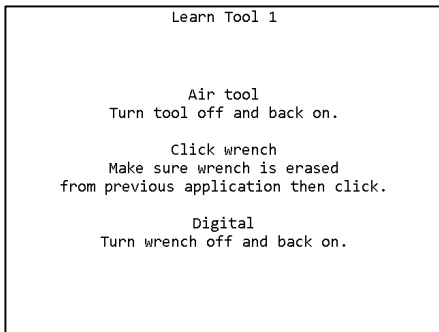 Learn Tool 1
Air tool
Turn tool off and back on.
Click wrench
Make sure wrench is erased
from previous application then click.
Digital
Turn wrench off and back on.